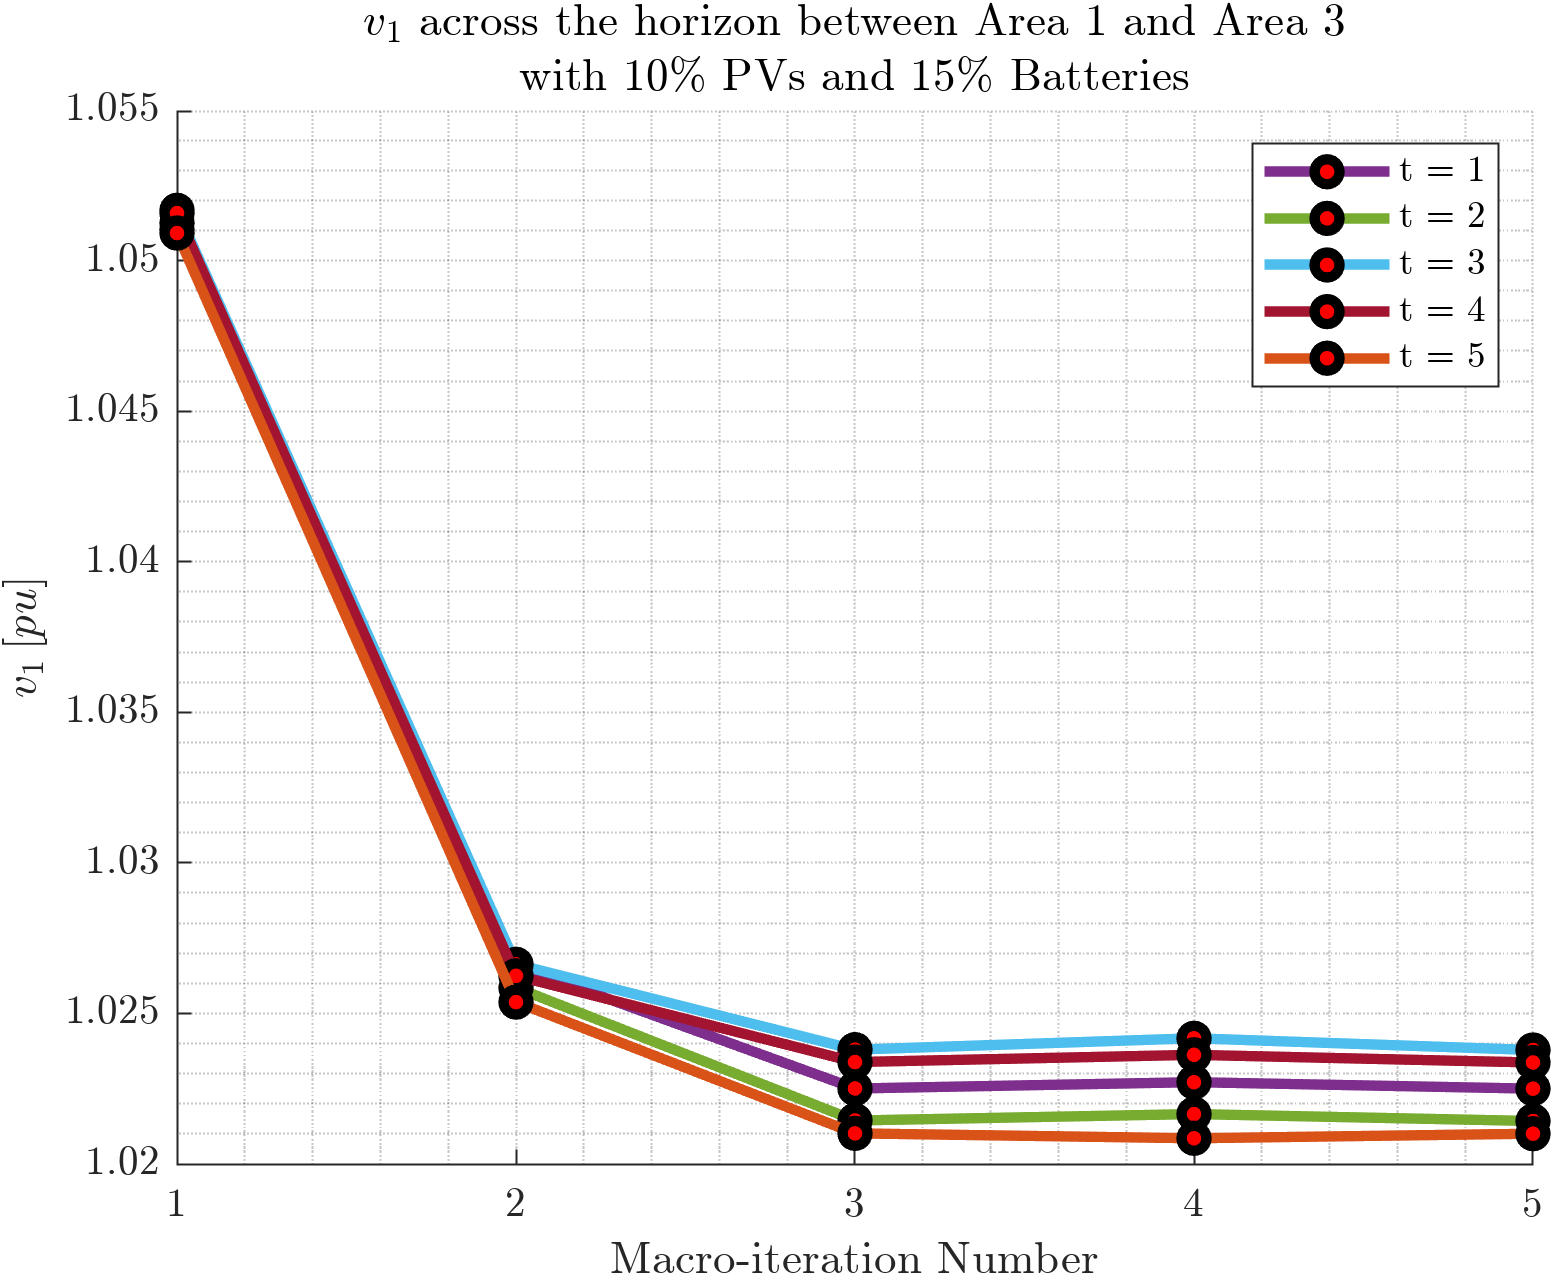 v₁ across the horizon between Area 1 and Area 3
with 10% PVs and 15% Batteries
1.055
1.05
1.045
1.04
1.035
1.03
1.025
1.02
v₁ [pu]
t = 1
t = 2
t = 3
t = 4
t = 5
1 2 3 4 5
Macro-iteration Number